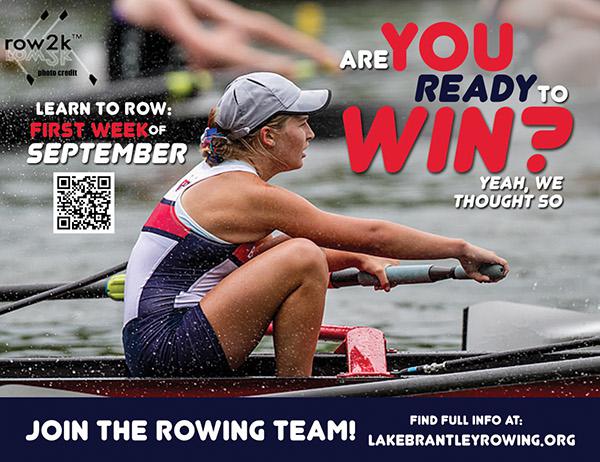 row2k™
photo credit
ARE YOU
READY TO
WIN?
YEAH, WE
THOUGHT SO
LEARN TO ROW:
FIRST WEEK OF
SEPTEMBER
JOIN THE ROWING TEAM!
FIND FULL INFO AT:
LAKEBRANTLEYROWING.ORG